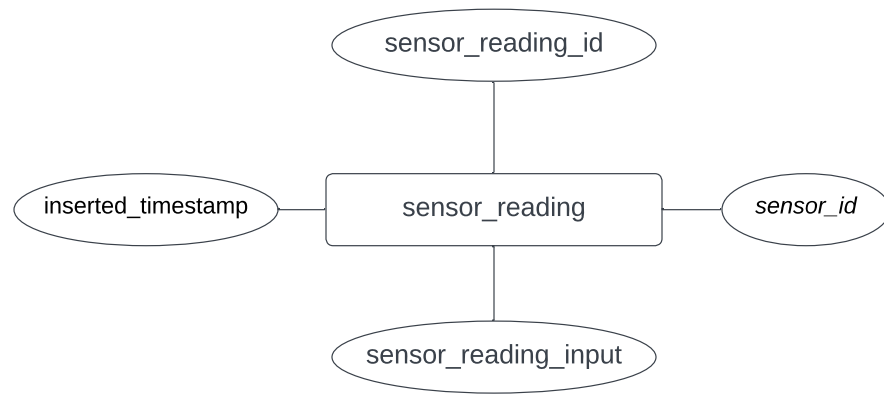 sensor_reading_id
inserted_timestamp
sensor_reading
sensor_id
sensor_reading_input